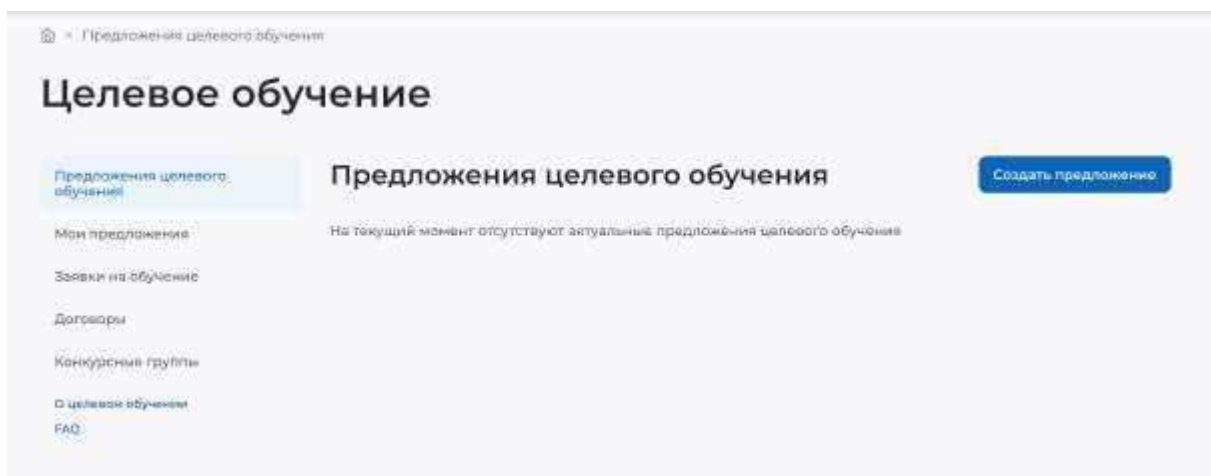 Предложения целевого обучения
Целевое обучение
Предложения целевого
обучения
Мои предложения
Заявки на обучение
Договоры
Конкурсные группы
О целевом обучении
FAQ
Предложения целевого обучения
Создать предложение
На текущий момент отсутствуют актуальные предложения целевого обучения